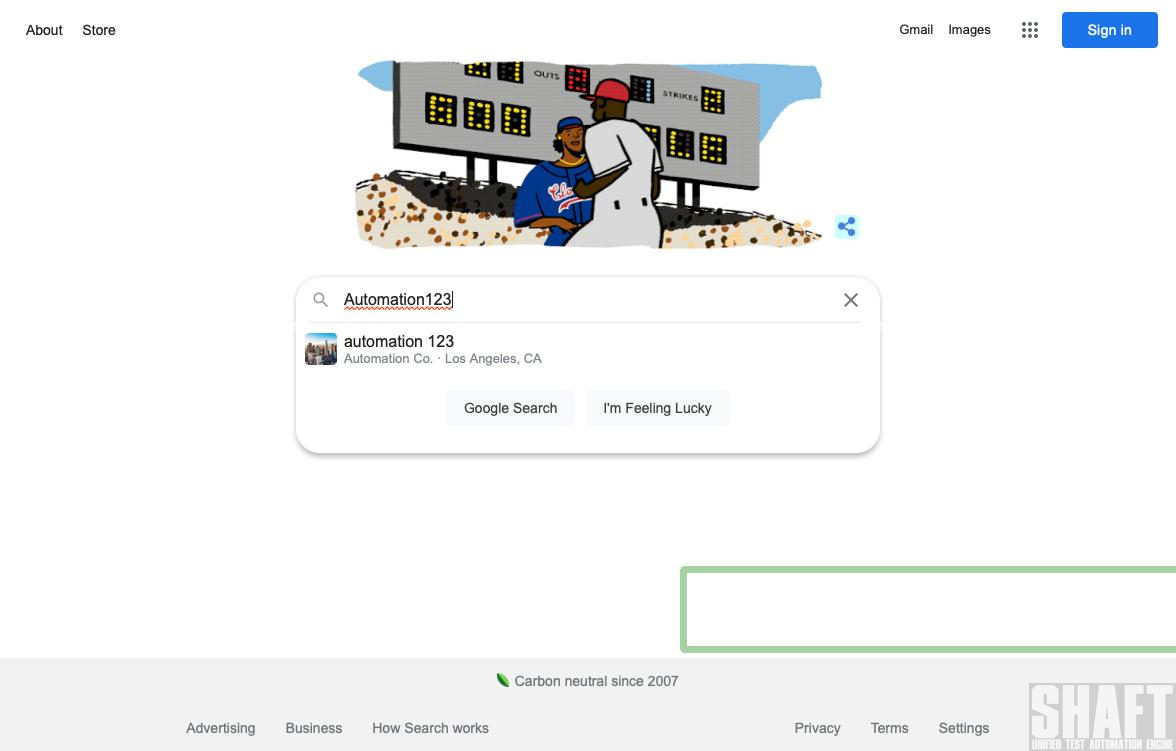 About Store
Gmail Images
Sign in
OUTS
STRIKES
Automation123
automation 123
Automation Co. · Los Angeles, CA
Google Search
I'm Feeling Lucky
Carbon neutral since 2007
Advertising Business How Search works
Privacy Terms Settings
SHAFT
UNIFIED TEST AUTOMATION ENGINE